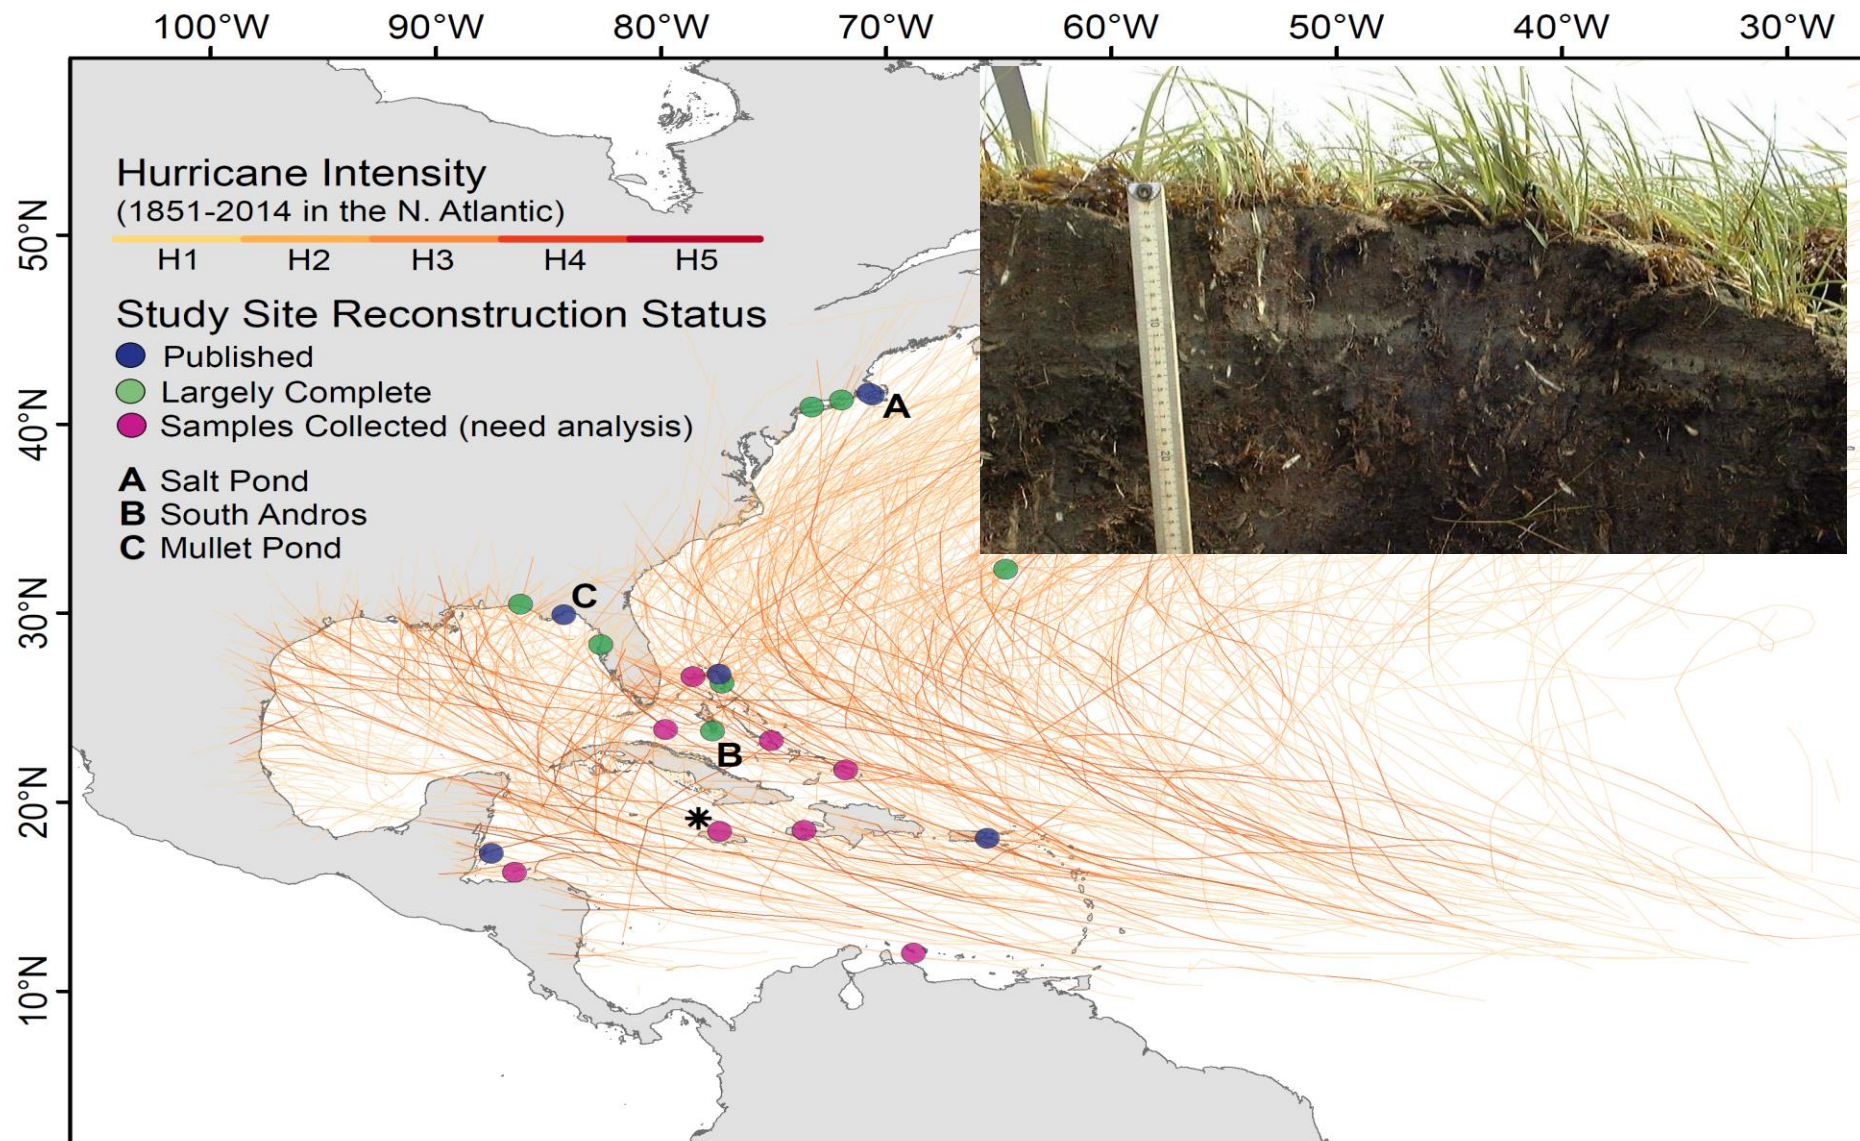 100°W 90°W 80°W 70°W 60°W 50°W 40°W 30°W
50°N
40°N
30°N
20°N
10°N
Hurricane Intensity
(1851-2014 in the N. Atlantic)
H1 H2 H3 H4 H5
Study Site Reconstruction Status
Published
Largely Complete
Samples Collected (need analysis)
A Salt Pond
B South Andros
C Mullet Pond
A
C
B
*
10
20